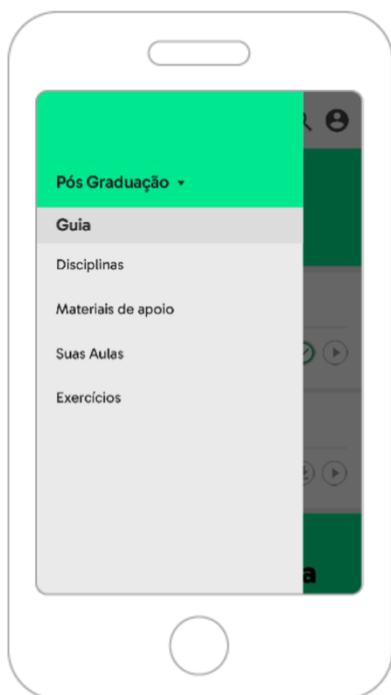 Pós Graduação
Guia
Disciplinas
Materiais de apoio
Suas Aulas
Exercícios
a